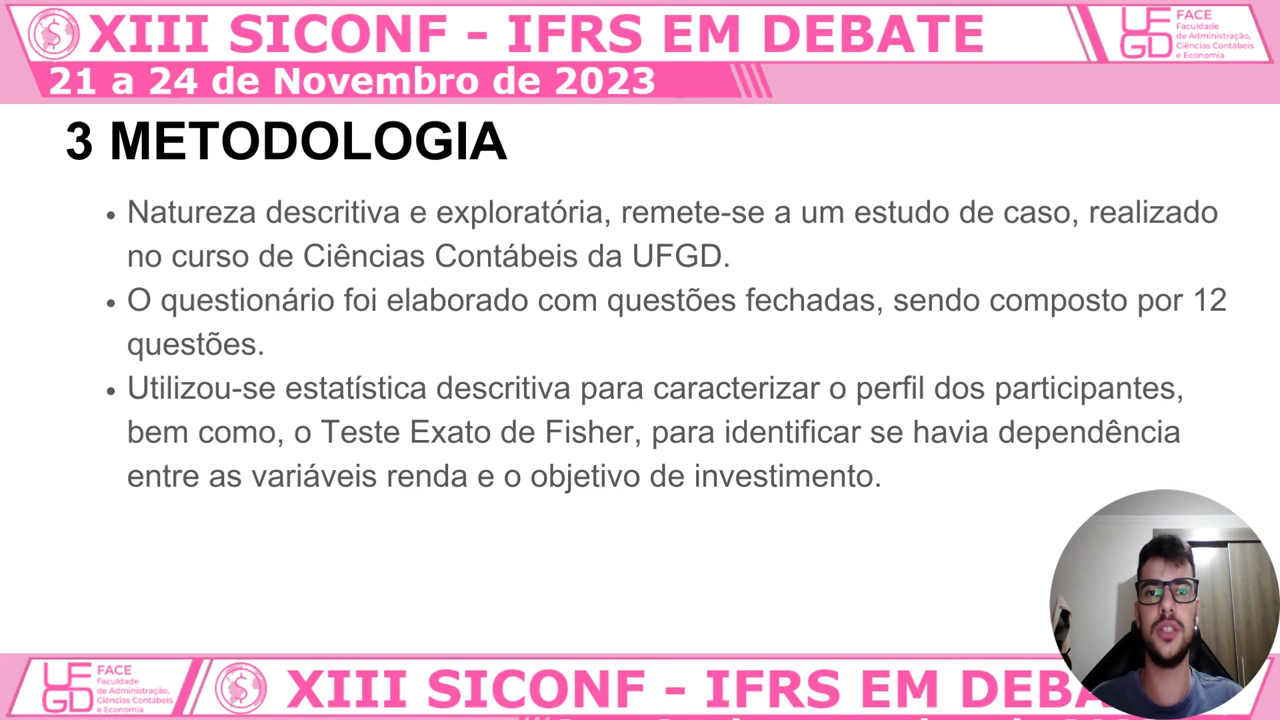 XIII SICONF - IFRS EM DEBATE
UFGD
FACE
Faculdade
de Administração,
Ciências Contábeis
e Economia
21 a 24 de Novembro de 2023
3 METODOLOGIA
• Natureza descritiva e exploratória, remete-se a um estudo de caso, realizado
no curso de Ciências Contábeis da UFGD.
• O questionário foi elaborado com questões fechadas, sendo composto por 12
questões.
• Utilizou-se estatística descritiva para caracterizar o perfil dos participantes,
bem como, o Teste Exato de Fisher, para identificar se havia dependência
entre as variáveis renda e o objetivo de investimento.
UFGD
FACE
Faculdade
de Administração,
Ciências Contábeis
e Economia
XIII SICONF - IFRS EM DEBA